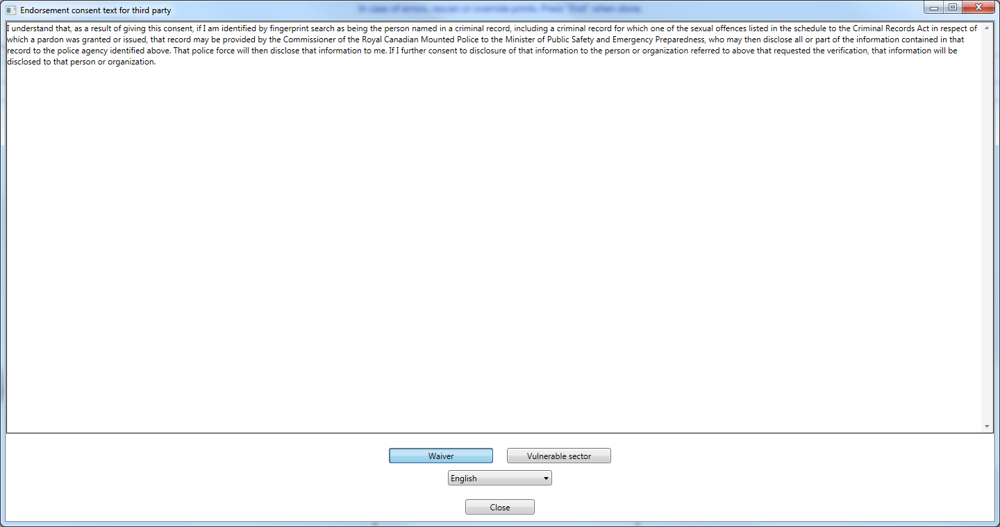 Endorsement consent text for third party
In case of errors, rescan or override prints. Press "End" when done.
I understand that, as a result of giving this consent, if I am identified by fingerprint search as being the person named in a criminal record, including a criminal record for which one of the sexual offences listed in the schedule to the Criminal Records Act in respect of
which a pardon was granted or issued, that record may be provided by the Commissioner of the Royal Canadian Mounted Police to the Minister of Public Safety and Emergency Preparedness, who may then disclose all or part of the information contained in that
record to the police agency identified above. That police force will then disclose that information to me. If I further consent to disclosure of that information to the person or organization referred to above that requested the verification, that information will be
disclosed to that person or organization.
Waiver
Vulnerable sector
English
Close